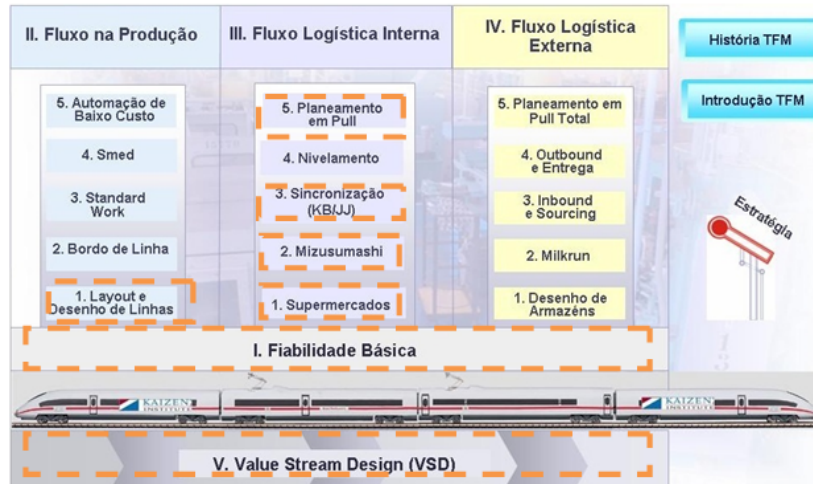 II. Fluxo na Produção
III. Fluxo Logística Interna
IV. Fluxo Logística
Externa
História TFM
Introdução TFM
5. Automação de
Baixo Custo
4. Smed
3. Standard
Work
2. Bordo de Linha
1. Layout e
Desenho de Linhas
5. Planeamento
em Pull
4. Nivelamento
3. Sincronização
(KB/JJ)
2. Mizusumashi
1. Supermercados
5. Planeamento em
Pull Total
4. Outbound
e Entrega
3. Inbound
e Sourcing
2. Milkrun
1. Desenho de
Armazéns
Estratégia
I. Fiabilidade Básica
KAIZEN
INSTITUTE
KAIZEN
INSTITUTE
V. Value Stream Design (VSD)